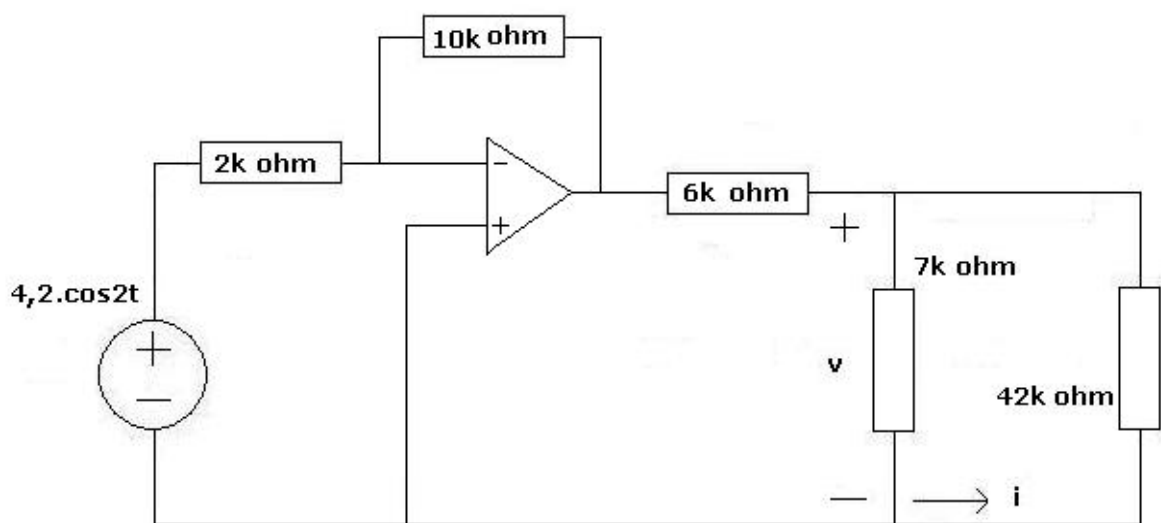 10k ohm
2k ohm
−
+
6k ohm
+
7k ohm
4,2.cos2t
+
−
v
42k ohm
−
i